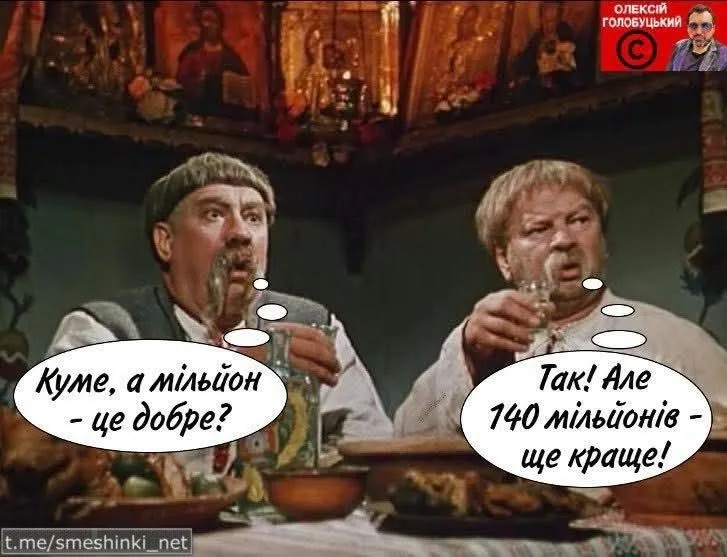 ОЛЕКСІЙ
ГОЛОБУЦЬКИЙ
©
Куме, а мільйон
- це добре?
Так! Але
140 мільйонів -
ще краще!
t.me/smeshinki_net